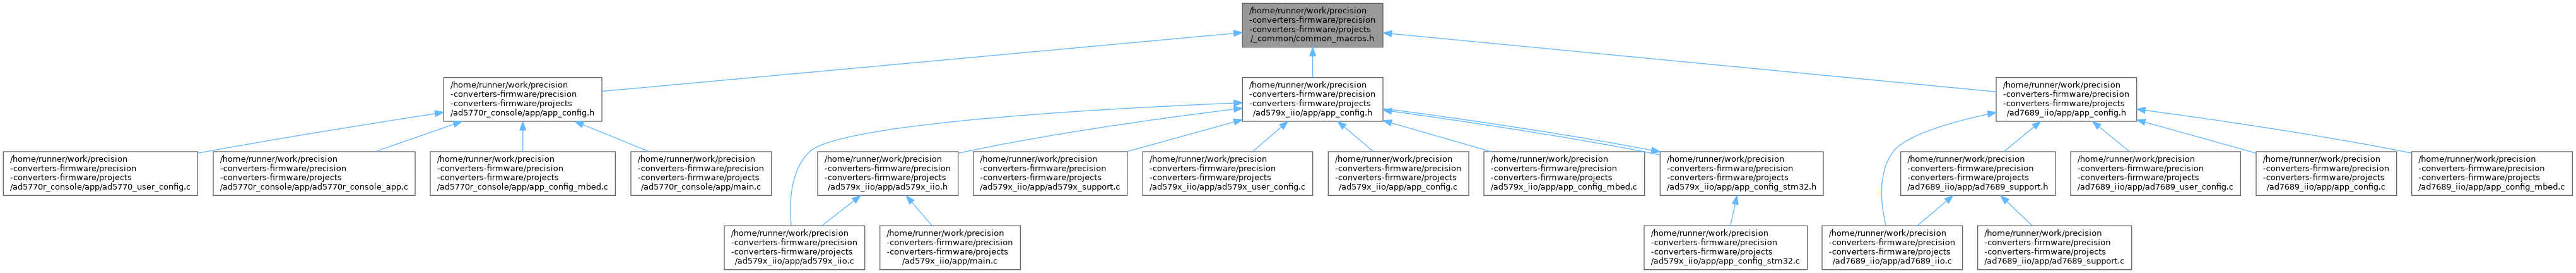 /home/runner/work/precision
-converters-firmware/precision
-converters-firmware/projects
/_common/common_macros.h
/home/runner/work/precision
-converters-firmware/precision
-converters-firmware/projects
/ad5770r_console/app/app_config.h
/home/runner/work/precision
-converters-firmware/precision
-converters-firmware/projects
/ad579x_iio/app/app_config.h
/home/runner/work/precision
-converters-firmware/precision
-converters-firmware/projects
/ad7689_iio/app/app_config.h
/home/runner/work/precision
-converters-firmware/precision
-converters-firmware/projects
/ad5770r_console/app/ad5770_user_config.c
/home/runner/work/precision
-converters-firmware/precision
-converters-firmware/projects
/ad5770r_console/app/ad5770r_console_app.c
/home/runner/work/precision
-converters-firmware/precision
-converters-firmware/projects
/ad5770r_console/app/app_config_mbed.c
/home/runner/work/precision
-converters-firmware/precision
-converters-firmware/projects
/ad5770r_console/app/main.c
/home/runner/work/precision
-converters-firmware/precision
-converters-firmware/projects
/ad579x_iio/app/ad579x_iio.h
/home/runner/work/precision
-converters-firmware/precision
-converters-firmware/projects
/ad579x_iio/app/ad579x_support.c
/home/runner/work/precision
-converters-firmware/precision
-converters-firmware/projects
/ad579x_iio/app/ad579x_user_config.c
/home/runner/work/precision
-converters-firmware/precision
-converters-firmware/projects
/ad579x_iio/app/app_config.c
/home/runner/work/precision
-converters-firmware/precision
-converters-firmware/projects
/ad579x_iio/app/app_config_mbed.c
/home/runner/work/precision
-converters-firmware/precision
-converters-firmware/projects
/ad579x_iio/app/app_config_stm32.h
/home/runner/work/precision
-converters-firmware/precision
-converters-firmware/projects
/ad7689_iio/app/ad7689_support.h
/home/runner/work/precision
-converters-firmware/precision
-converters-firmware/projects
/ad7689_iio/app/ad7689_user_config.c
/home/runner/work/precision
-converters-firmware/precision
-converters-firmware/projects
/ad7689_iio/app/app_config.c
/home/runner/work/precision
-converters-firmware/precision
-converters-firmware/projects
/ad7689_iio/app/app_config_mbed.c
/home/runner/work/precision
-converters-firmware/precision
-converters-firmware/projects
/ad579x_iio/app/ad579x_iio.c
/home/runner/work/precision
-converters-firmware/precision
-converters-firmware/projects
/ad579x_iio/app/main.c
/home/runner/work/precision
-converters-firmware/precision
-converters-firmware/projects
/ad579x_iio/app/app_config_stm32.c
/home/runner/work/precision
-converters-firmware/precision
-converters-firmware/projects
/ad7689_iio/app/ad7689_iio.c
/home/runner/work/precision
-converters-firmware/precision
-converters-firmware/projects
/ad7689_iio/app/ad7689_support.c